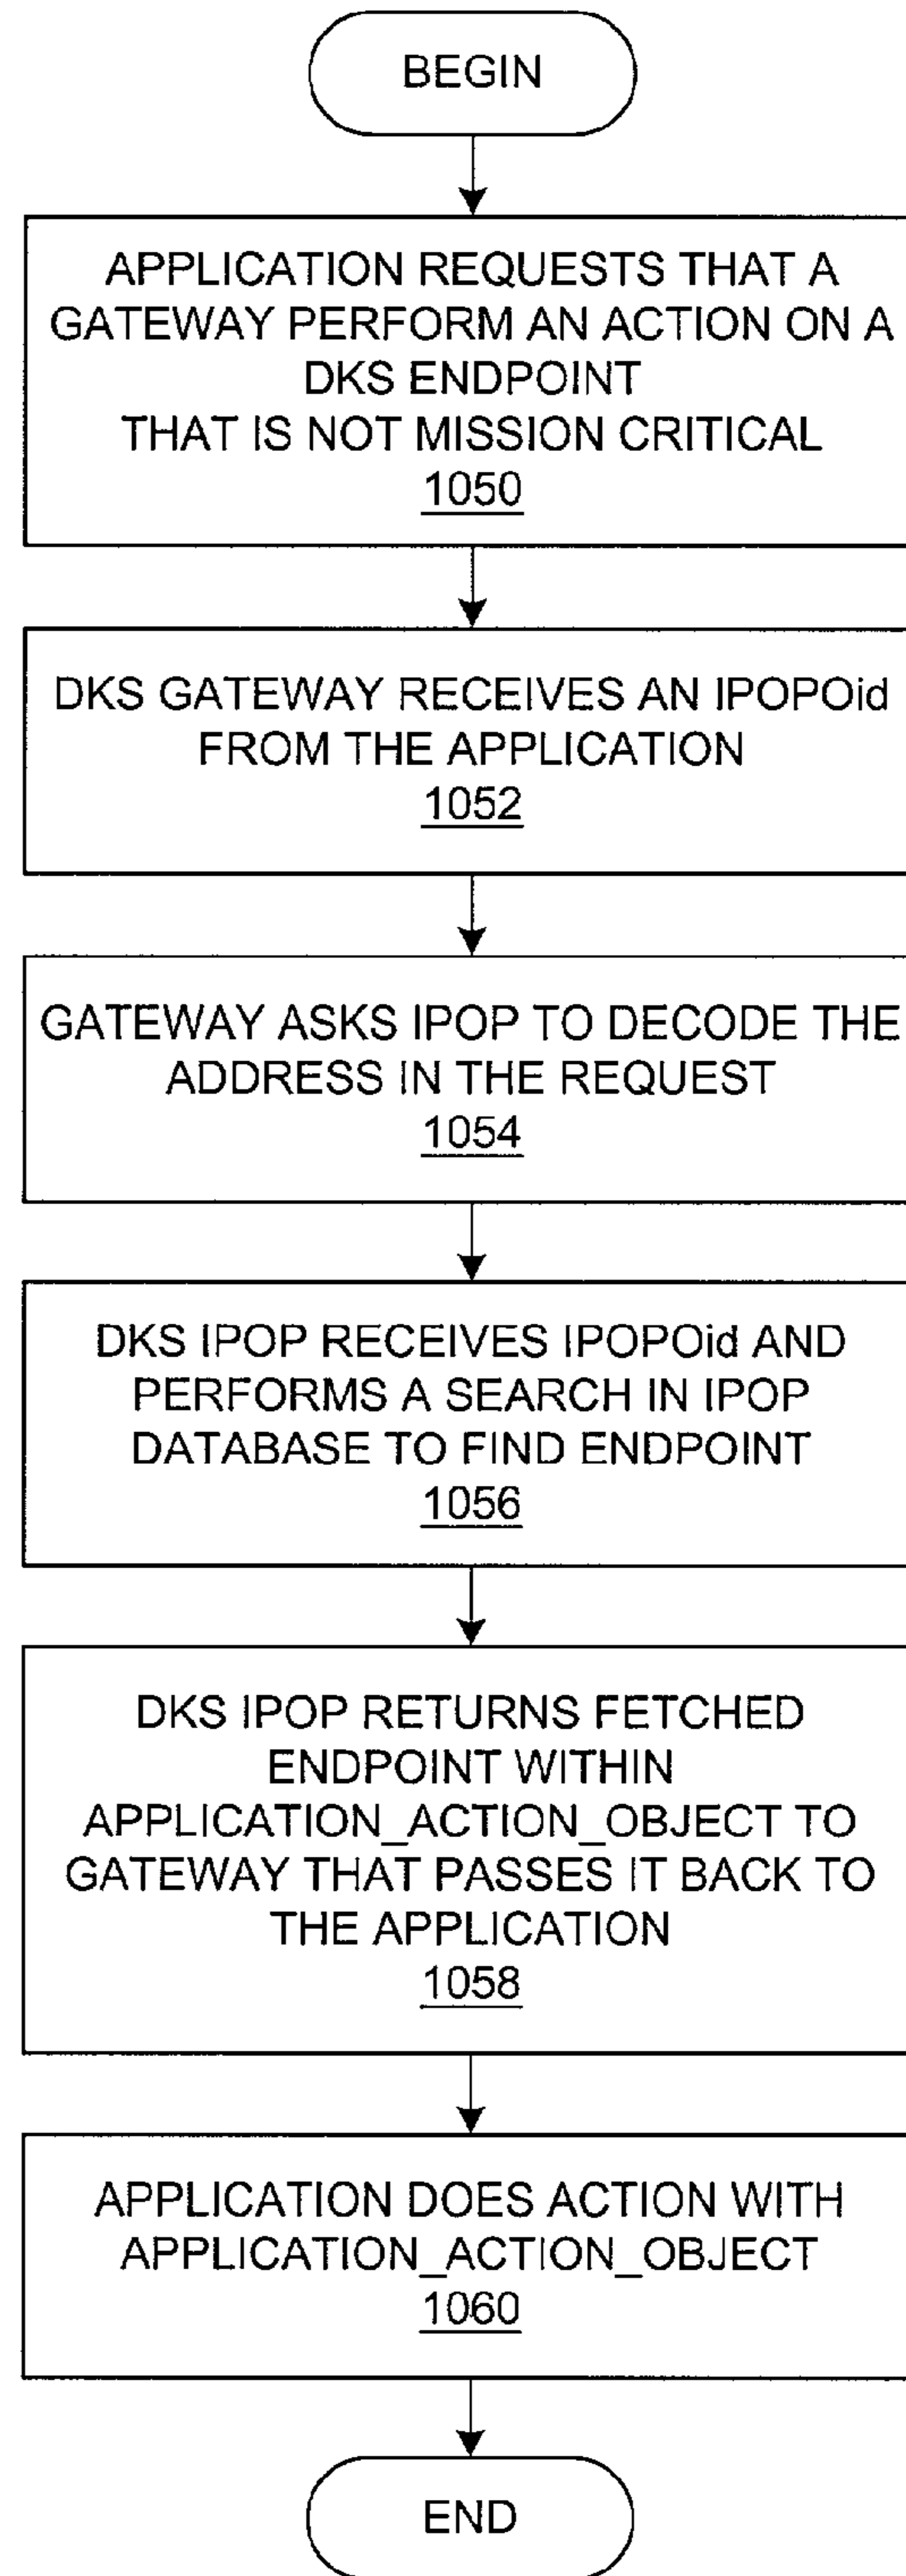 BEGIN
APPLICATION REQUESTS THAT A
GATEWAY PERFORM AN ACTION ON A
DKS ENDPOINT
THAT IS NOT MISSION CRITICAL
1050
DKS GATEWAY RECEIVES AN IPOPOid
FROM THE APPLICATION
1052
GATEWAY ASKS IPOP TO DECODE THE
ADDRESS IN THE REQUEST
1054
DKS IPOP RECEIVES IPOPOid AND
PERFORMS A SEARCH IN IPOP
DATABASE TO FIND ENDPOINT
1056
DKS IPOP RETURNS FETCHED
ENDPOINT WITHIN
APPLICATION_ACTION_OBJECT TO
GATEWAY THAT PASSES IT BACK TO
THE APPLICATION
1058
APPLICATION DOES ACTION WITH
APPLICATION_ACTION_OBJECT
1060
END